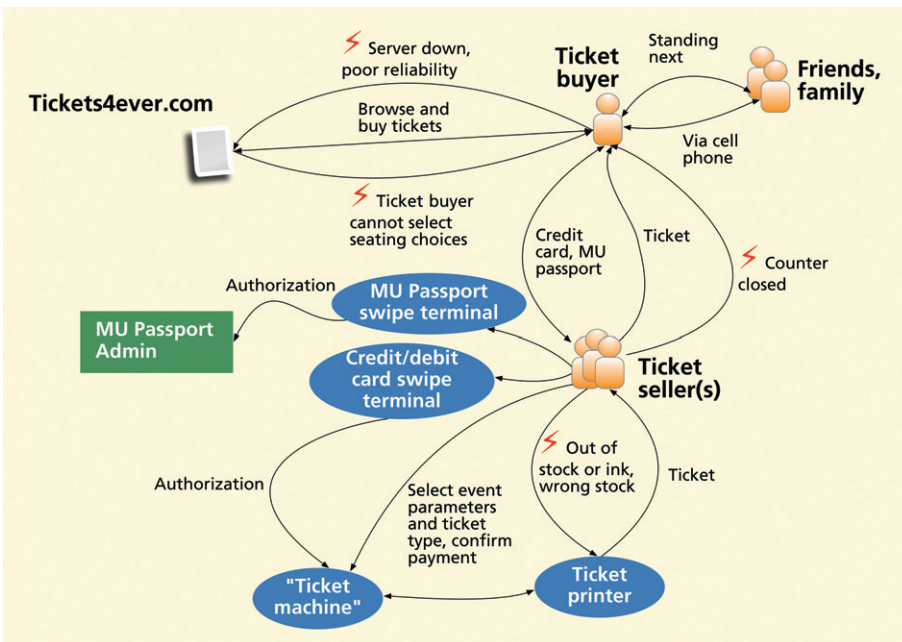 Server down,
poor reliability
Tickets4ever.com
Browse and
buy tickets
Ticket buyer
cannot select
seating choices
Ticket
buyer
Standing
next
Friends,
family
Via cell
phone
Credit
card, MU
passport
Ticket
Counter
closed
Authorization
MU Passport
swipe terminal
MU Passport
Admin
Credit/debit
card swipe
terminal
Ticket
seller(s)
Authorization
Select event
parameters
and ticket
type, confirm
payment
Out of
stock or ink,
wrong stock
Ticket
"Ticket
machine"
Ticket
printer